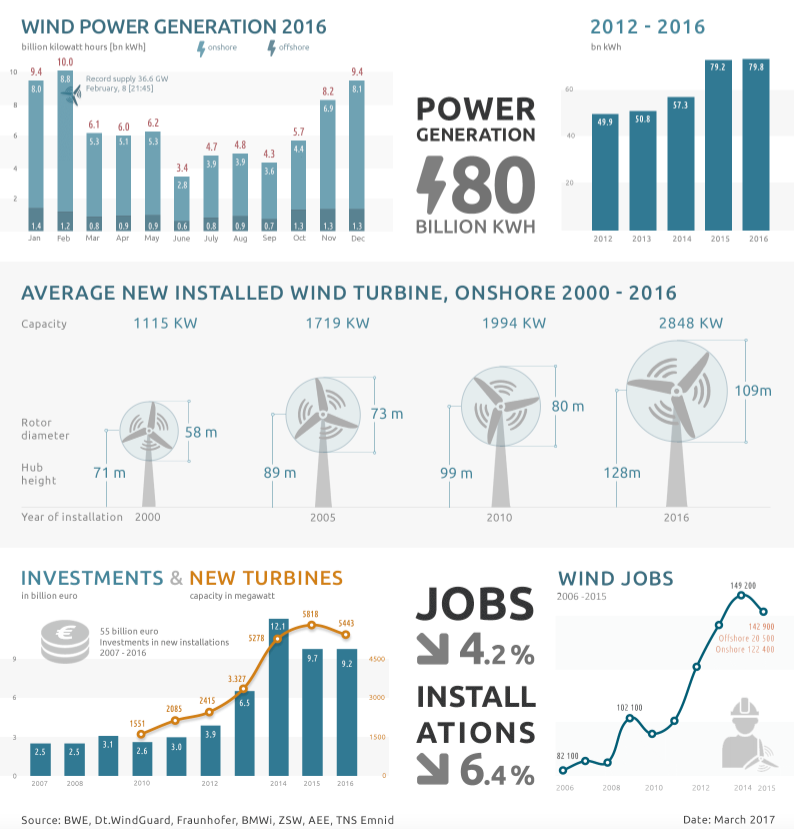 WIND POWER GENERATION 2016
billion kilowatt hours [bn kWh]
onshore
offshore
10
8
6
4
2
Record supply 36.6 GW
February, 8 [21:45]
9.4
10.0
6.1
6.0
6.2
3.4
4.7
4.8
4.3
5.7
8.2
9.4
8.0
8.8
5.3
5.1
5.3
2.8
3.9
3.9
3.6
4.4
6.9
8.1
1.4
1.2
0.8
0.9
0.9
0.6
0.8
0.9
0.7
1.3
1.3
1.3
Jan Feb Mar Apr May June July Aug Sep Oct Nov Dec
POWER
GENERATION
80
BILLION KWH
2012 - 2016
bn kWh
60
40
20
49.9
50.8
57.3
79.2
79.8
2012 2013 2014 2015 2016
AVERAGE NEW INSTALLED WIND TURBINE, ONSHORE 2000 - 2016
Capacity 1115 KW 1719 KW 1994 KW 2848 KW
Rotor
diameter
58 m
73 m
80 m
109m
Hub
height
71 m
89 m
99 m
128m
Year of installation 2000 2005 2010 2016
INVESTMENTS & NEW TURBINES
in billion euro
capacity in megawatt
€
55 billion euro
Investments in new installations
2007 - 2016
9
6
3
0
4500
3000
1500
0
1551
2085
2415
3.327
5278
5818
5443
2.5
2.5
3.1
2.6
3.0
3.9
6.5
12.1
9.7
9.2
2007 2008 2010 2012 2014 2015 2016
JOBS
4.2 %
INSTALL
ATIONS
6.4 %
WIND JOBS
2006 -2015
149 200
142 900
Offshore 20 500
Onshore 122 400
102 100
82 100
2006 2008 2010 2012 2014 2015
Source: BWE, Dt.WindGuard, Fraunhofer, BMWi, ZSW, AEE, TNS Emnid
Date: March 2017